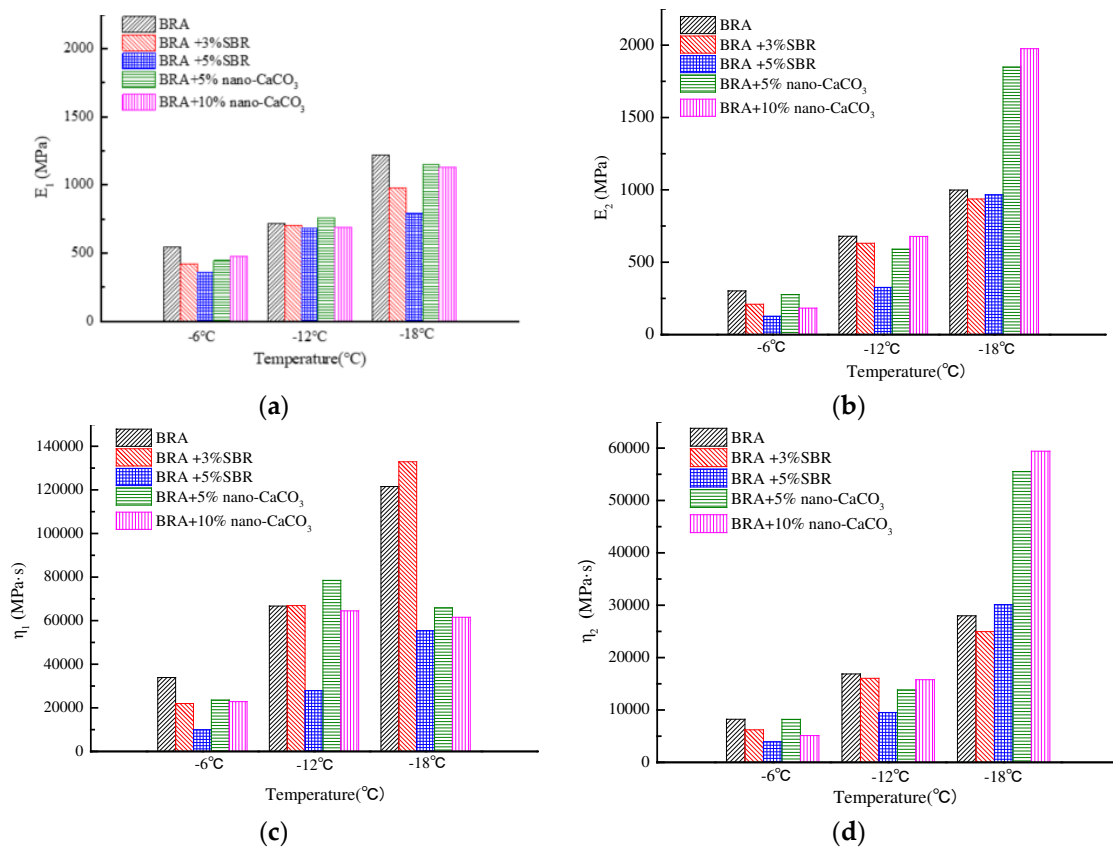 BRA
BRA +3%SBR
BRA +5%SBR
BRA+5% nano-CaCO₃
BRA+10% nano-CaCO₃
2000
1500
1000
500
0
E₁ (MPa)
-6℃ -12℃ -18℃
Temperature(℃)
(a)
BRA
BRA +3%SBR
BRA +5%SBR
BRA+5% nano-CaCO₃
BRA+10% nano-CaCO₃
2000
1500
1000
500
0
E₂ (MPa)
-6℃ -12℃ -18℃
Temperature(℃)
(b)
BRA
BRA +3%SBR
BRA +5%SBR
BRA+5% nano-CaCO₃
BRA+10% nano-CaCO₃
140000
120000
100000
80000
60000
40000
20000
0
η₁ (MPa·s)
-6℃ -12℃ -18℃
Temperature(℃)
(c)
BRA
BRA +3%SBR
BRA +5%SBR
BRA+5% nano-CaCO₃
BRA+10% nano-CaCO₃
60000
50000
40000
30000
20000
10000
0
η₂ (MPa·s)
-6℃ -12℃ -18℃
Temperature(℃)
(d)